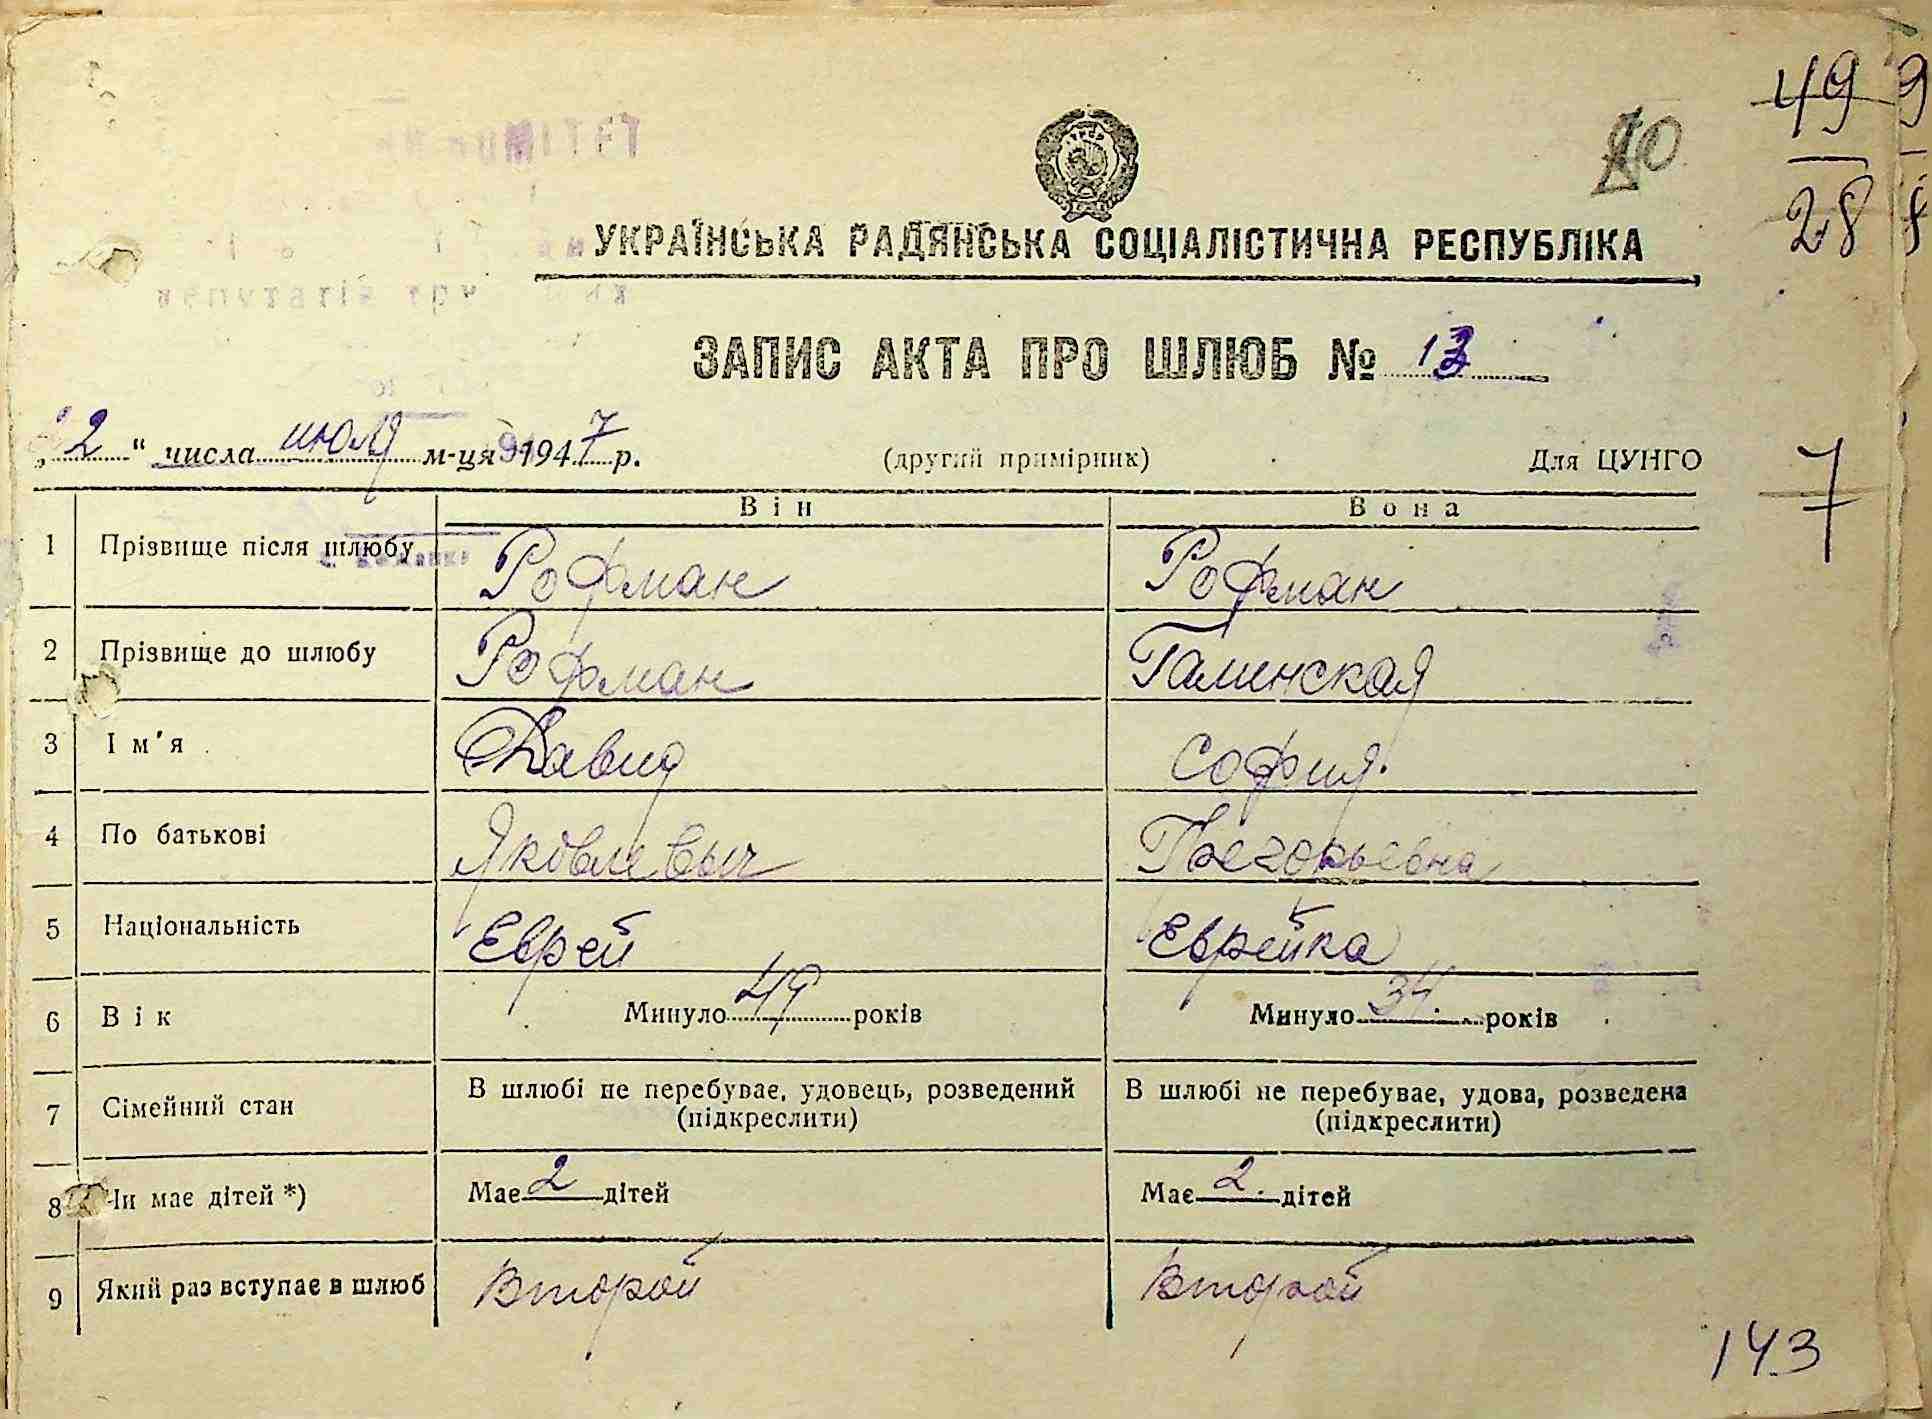 49
10
28
УКРАЇНСЬКА РАДЯНСЬКА СОЦІАЛІСТИЧНА РЕСПУБЛІКА
ЗАПИС АКТА ПРО ШЛЮБ № 13
„2“ числа июля м-ця 1947 р. (другий примірник) Для ЦУНГО
7
Він Вона
1 Прізвище після шлюбу Рофман Рофман
2 Прізвище до шлюбу Рофман Галинская
3 Ім'я Давид София.
4 По батькові Яковлевыч Грегорьевна
5 Національність Еврей Еврейка
6 Вік Минуло 49 років Минуло 34 років
7 Сімейний стан В шлюбі не перебуває, удовець, розведений (підкреслити) В шлюбі не перебуває, удова, розведена (підкреслити)
8 Чи має дітей *) Має 2 дітей Має 2. дітей
9 Який раз вступає в шлюб Второй Второй
143